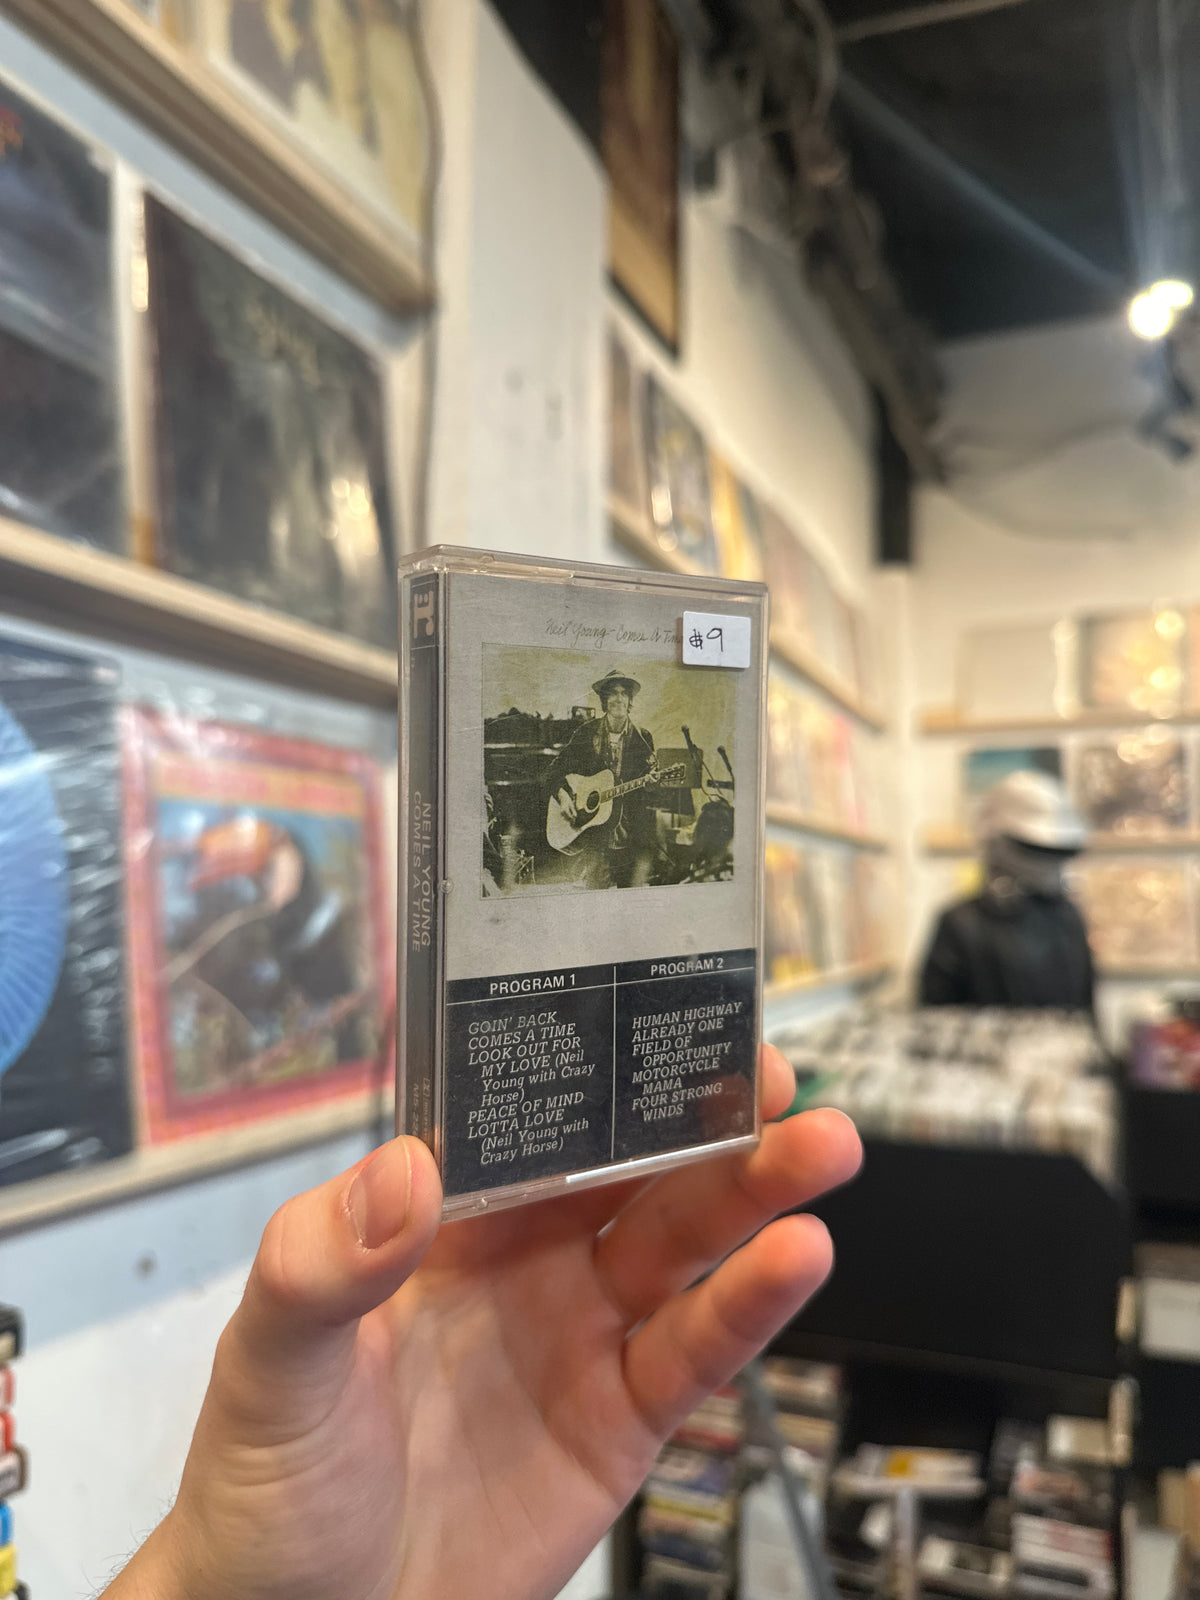 Neil Young Comes A Time
$9
NEIL YOUNG
COMES A TIME
PROGRAM 1
GOIN' BACK
COMES A TIME
LOOK OUT FOR
MY LOVE (Neil
Young with Crazy
Horse)
PEACE OF MIND
LOTTA LOVE
(Neil Young with
Crazy Horse)
PROGRAM 2
HUMAN HIGHWAY
ALREADY ONE
FIELD OF
OPPORTUNITY
MOTORCYCLE
MAMA
FOUR STRONG
WINDS